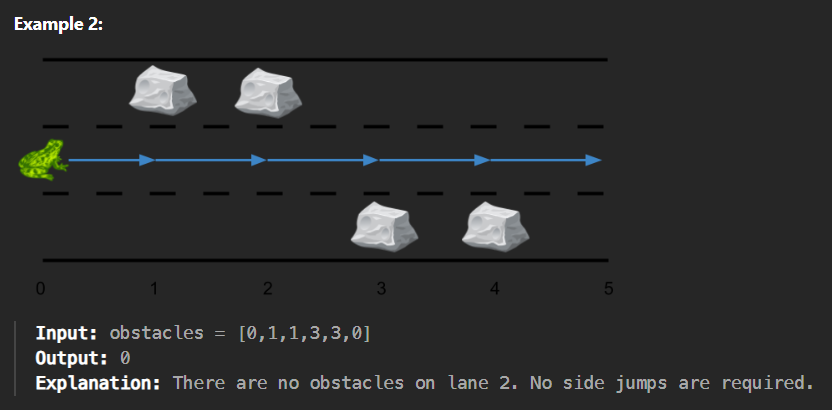 Example 2:
0 1 2 3 4 5
Input: obstacles = [0,1,1,3,3,0]
Output: 0
Explanation: There are no obstacles on lane 2. No side jumps are required.